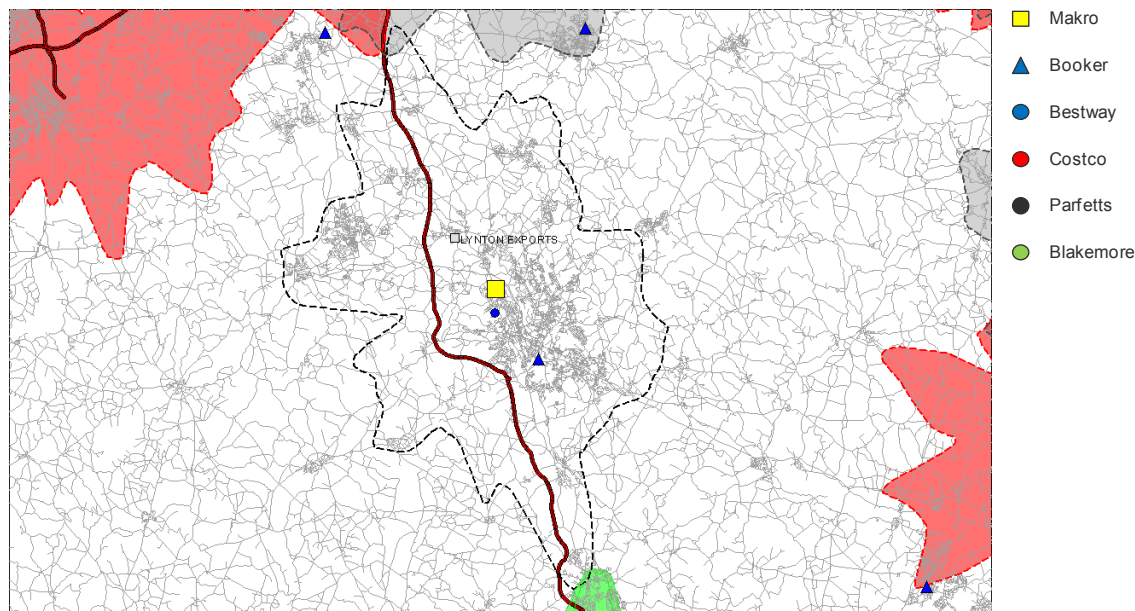 LYNTON EXPORTS
Makro
Booker
Bestway
Costco
Parfetts
Blakemore